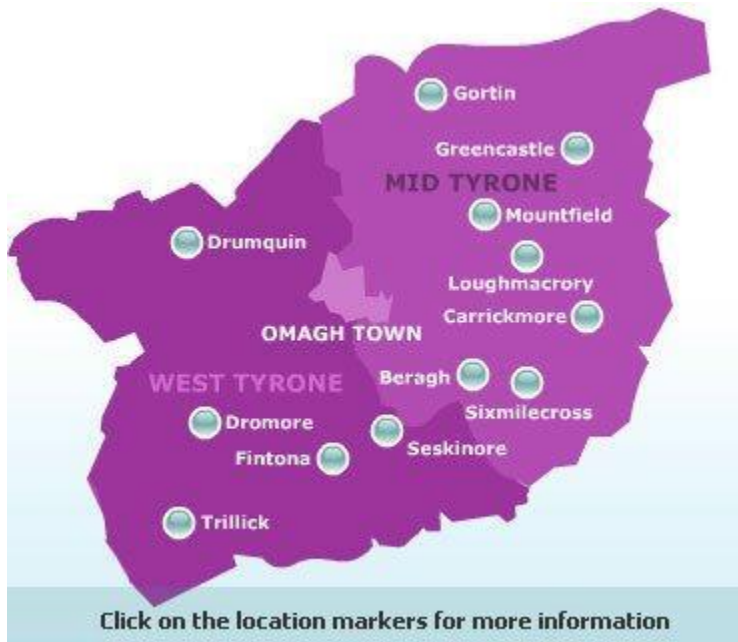 Gortin
Greencastle
MID TYRONE
Mountfield
Drumquin
Loughmacrory
Carrickmore
OMAGH TOWN
Beragh
WEST TYRONE
Sixmilecross
Dromore
Seskinore
Fintona
Trillick
Click on the location markers for more information